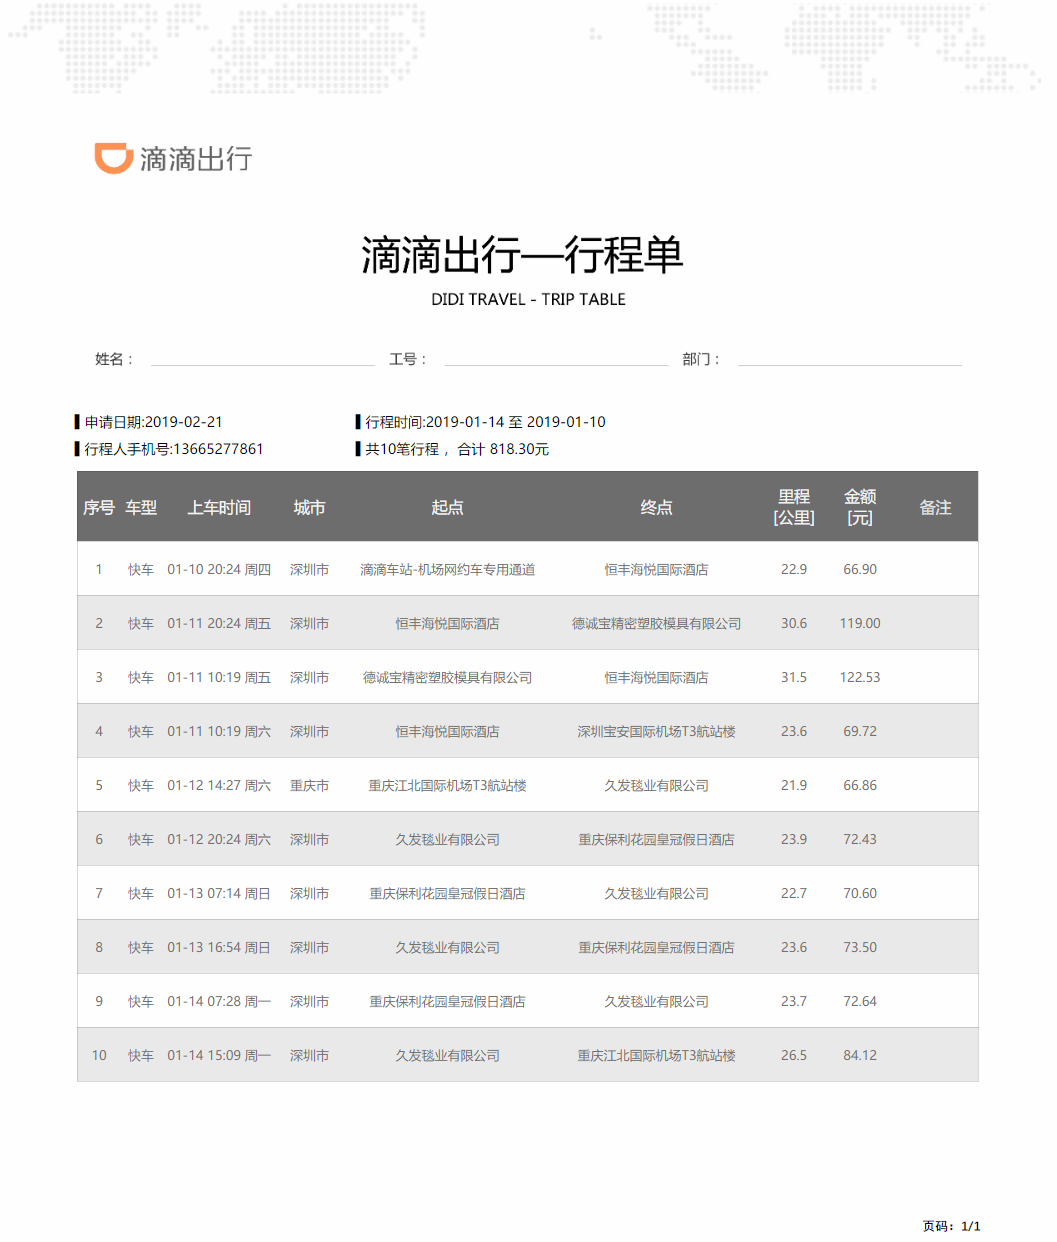 滴滴出行
滴滴出行—行程单
DIDI TRAVEL - TRIP TABLE
姓名： 工号： 部门：
申请日期:2019-02-21 行程时间:2019-01-14 至 2019-01-10
行程人手机号:13665277861 共10笔行程， 合计 818.30元
序号 车型 上车时间 城市 起点 终点 里程[公里] 金额[元] 备注
1 快车 01-10 20:24 周四 深圳市 滴滴车站-机场网约车专用通道 恒丰海悦国际酒店 22.9 66.90
2 快车 01-11 20:24 周五 深圳市 恒丰海悦国际酒店 德诚宝精密塑胶模具有限公司 30.6 119.00
3 快车 01-11 10:19 周五 深圳市 德诚宝精密塑胶模具有限公司 恒丰海悦国际酒店 31.5 122.53
4 快车 01-11 10:19 周六 深圳市 恒丰海悦国际酒店 深圳宝安国际机场T3航站楼 23.6 69.72
5 快车 01-12 14:27 周六 重庆市 重庆江北国际机场T3航站楼 久发毯业有限公司 21.9 66.86
6 快车 01-12 20:24 周六 深圳市 久发毯业有限公司 重庆保利花园皇冠假日酒店 23.9 72.43
7 快车 01-13 07:14 周日 深圳市 重庆保利花园皇冠假日酒店 久发毯业有限公司 22.7 70.60
8 快车 01-13 16:54 周日 深圳市 久发毯业有限公司 重庆保利花园皇冠假日酒店 23.6 73.50
9 快车 01-14 07:28 周一 深圳市 重庆保利花园皇冠假日酒店 久发毯业有限公司 23.7 72.64
10 快车 01-14 15:09 周一 深圳市 久发毯业有限公司 重庆江北国际机场T3航站楼 26.5 84.12
页码：1/1